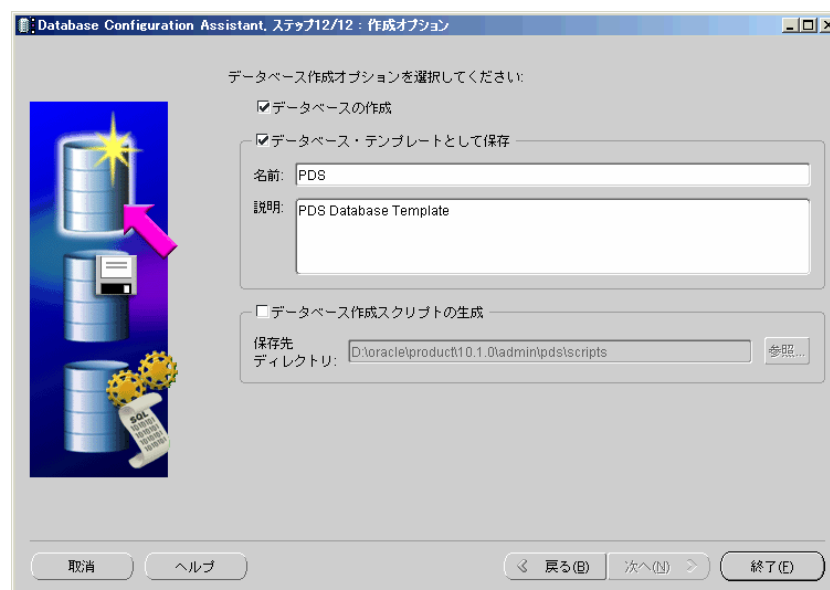 Database Configuration Assistant, ステップ12/12 : 作成オプション
データベース作成オプションを選択してください:
データベースの作成
データベース・テンプレートとして保存
名前: PDS
説明: PDS Database Template
データベース作成スクリプトの生成
保存先
ディレクトリ: D:\oracle\product\10.1.0\admin\pds\scripts 参照...
SQL
1010101
1010101
1010101
101010
取消 ヘルプ 戻る(B) 次へ(N) 終了(F)